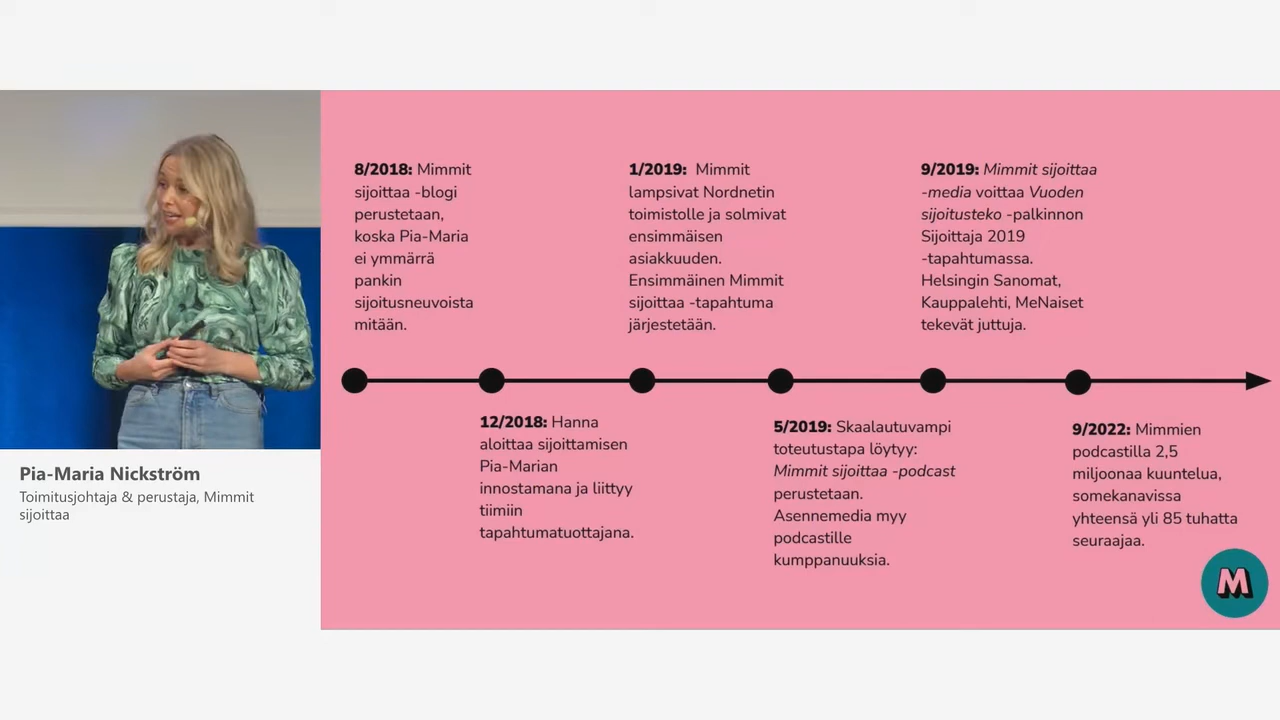 8/2018: Mimmit
sijoittaa -blogi
perustetaan,
koska Pia-Maria
ei ymmärrä
pankin
sijoitusneuvoista
mitään.
1/2019:  Mimmit
lampsivat Nordnetin
toimistolle ja solmivat
ensimmäisen
asiakkuuden.
Ensimmäinen Mimmit
sijoittaa -tapahtuma
järjestetään.
9/2019: Mimmit sijoittaa
-media voittaa Vuoden
sijoitusteko -palkinnon
Sijoittaja 2019
-tapahtumassa.
Helsingin Sanomat,
Kauppalehti, MeNaiset
tekevät juttuja.
12/2018: Hanna
aloittaa sijoittamisen
Pia-Marian
innostamana ja liittyy
tiimiin
tapahtumatuottajana.
5/2019: Skaalautuvampi
toteutustapa löytyy:
Mimmit sijoittaa -podcast
perustetaan.
Asennemedia myy
podcastille
kumppanuuksia.
9/2022: Mimmien
podcastilla 2,5
miljoonaa kuuntelua,
somekanavissa
yhteensä yli 85 tuhatta
seuraajaa.
M
Pia-Maria Nickström
Toimitusjohtaja & perustaja, Mimmit
sijoittaa